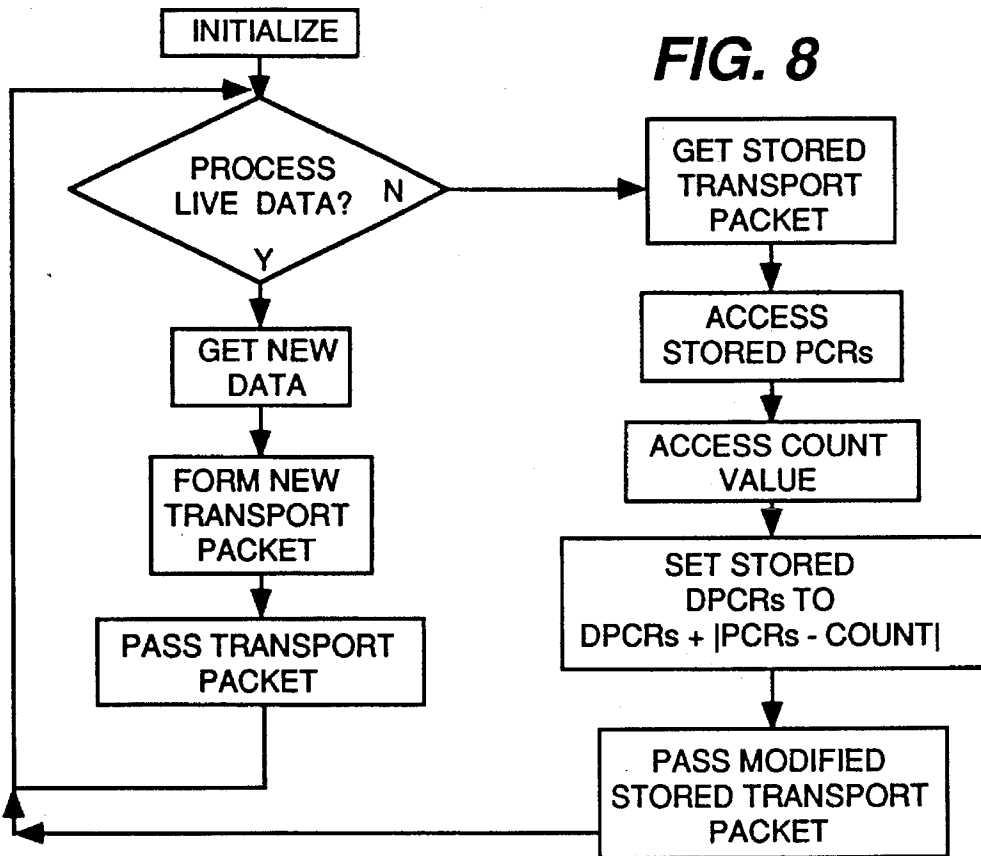 INITIALIZE
FIG. 8
PROCESS
LIVE DATA?
N
Y
GET NEW
DATA
FORM NEW
TRANSPORT
PACKET
PASS TRANSPORT
PACKET
GET STORED
TRANSPORT
PACKET
ACCESS
STORED PCRs
ACCESS COUNT
VALUE
SET STORED
DPCRs TO
DPCRs + |PCRs - COUNT|
PASS MODIFIED
STORED TRANSPORT
PACKET